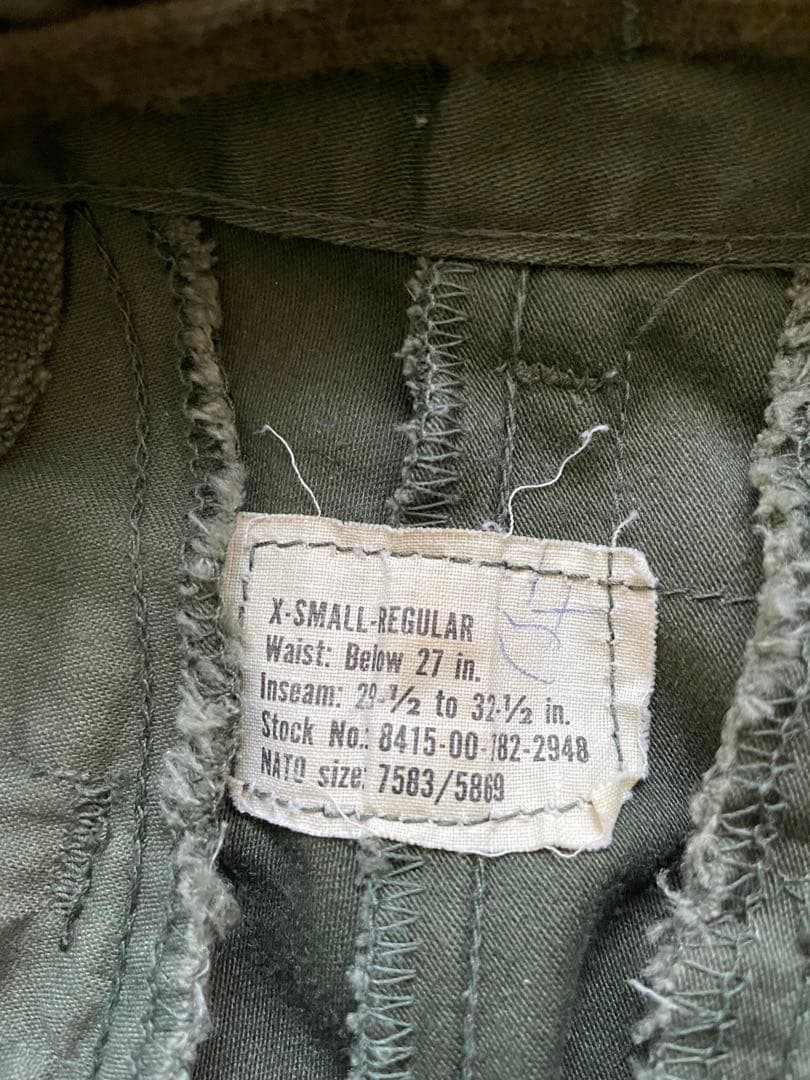 X-SMALL-REGULAR
Waist: Below 27 in.
Inseam: 29-1/2 to 32-1/2 in.
Stock No.: 8415-00-782-2948
NATO size: 7583/5869